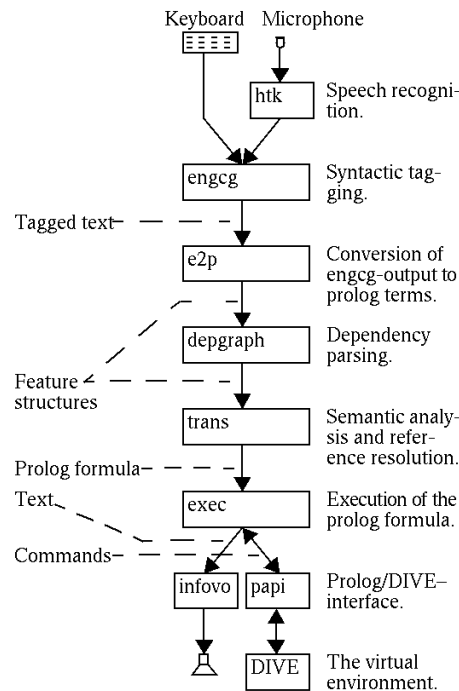 Keyboard Microphone
htk
Speech recogni-
tion.
engcg
Syntactic tag-
ging.
Tagged text
e2p
Conversion of
engcg-output to
prolog terms.
depgraph
Dependency
parsing.
Feature
structures
trans
Semantic analy-
sis and refer-
ence resolution.
Prolog formula
Text
exec
Execution of the
prolog formula.
Commands
infovo
papi
Prolog/DIVE-
interface.
DIVE
The virtual
environment.